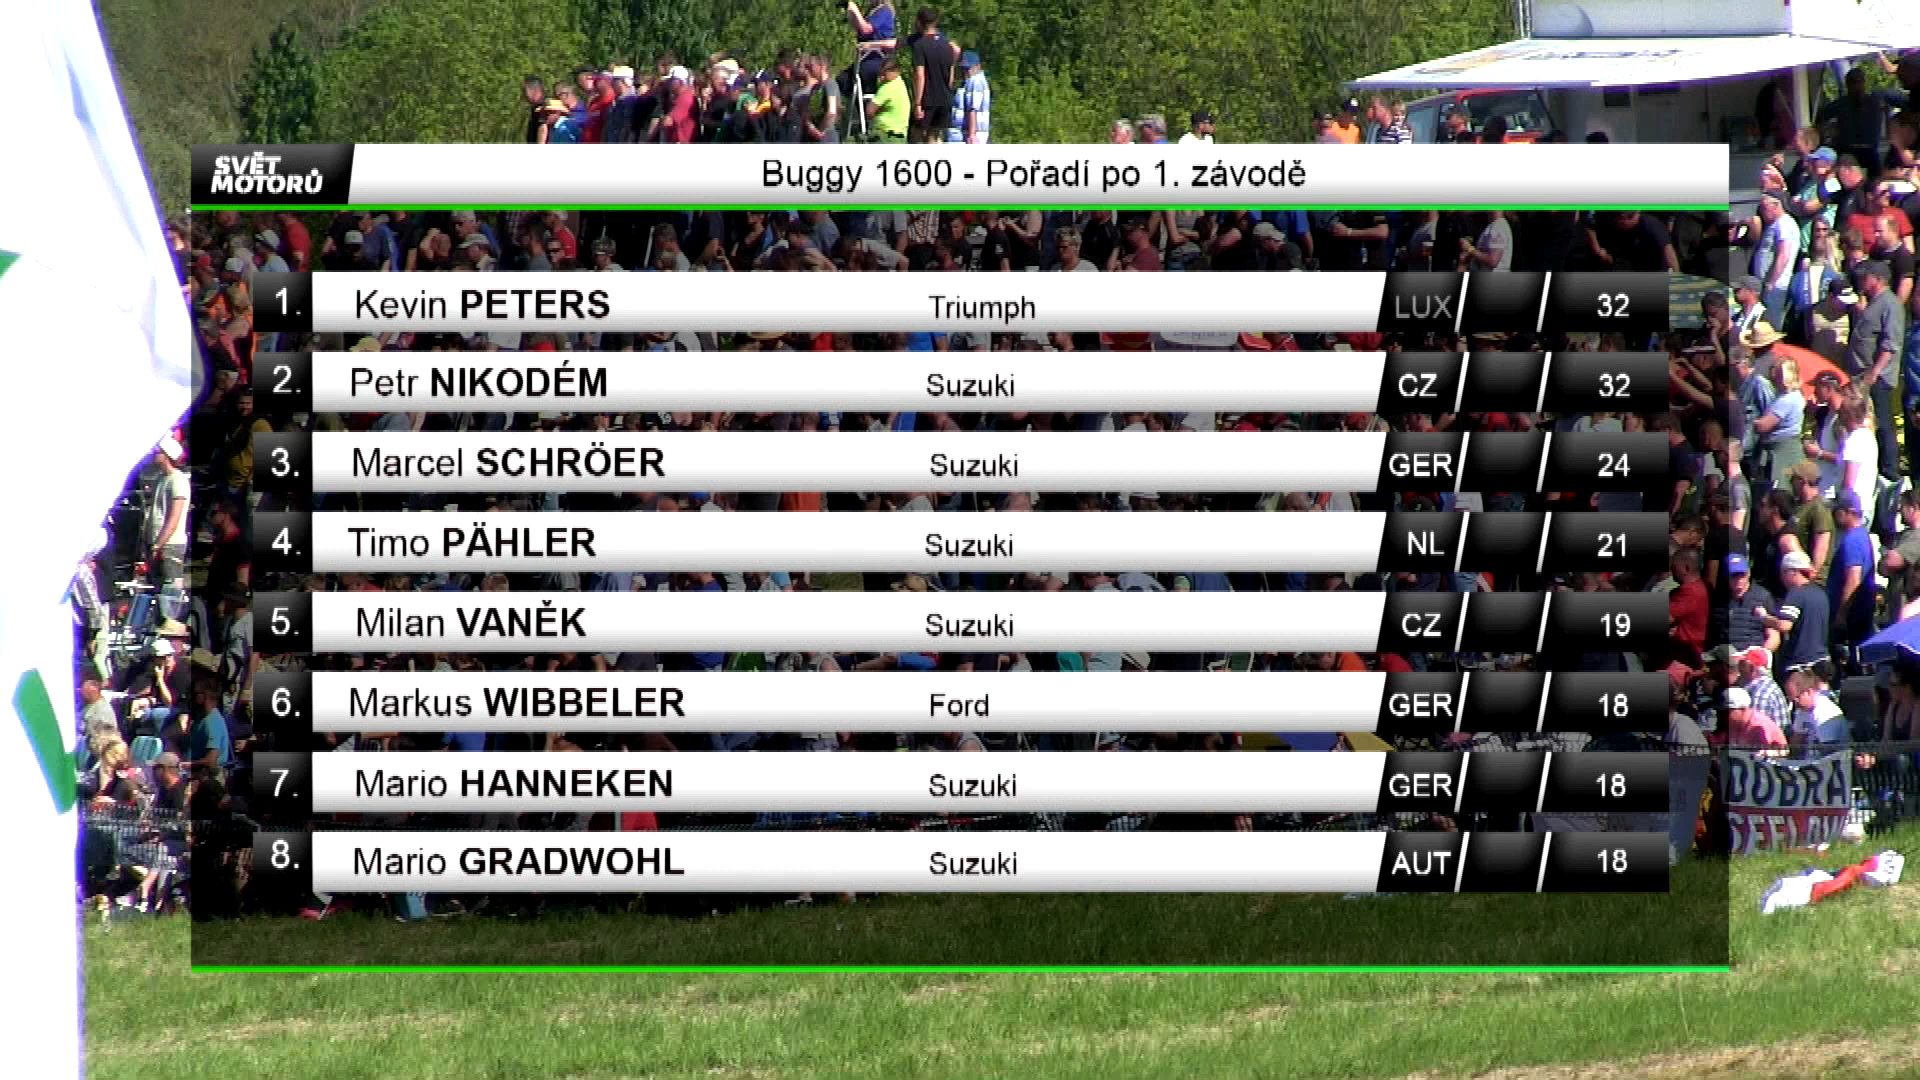 SVĚT
MOTORŮ
Buggy 1600 - Pořadí po 1. závodě
1. Kevin PETERS Triumph LUX 32
2. Petr NIKODÉM Suzuki CZ 32
3. Marcel SCHRÖER Suzuki GER 24
4. Timo PÄHLER Suzuki NL 21
5. Milan VANĚK Suzuki CZ 19
6. Markus WIBBELER Ford GER 18
7. Mario HANNEKEN Suzuki GER 18
8. Mario GRADWOHL Suzuki AUT 18
DOBRA